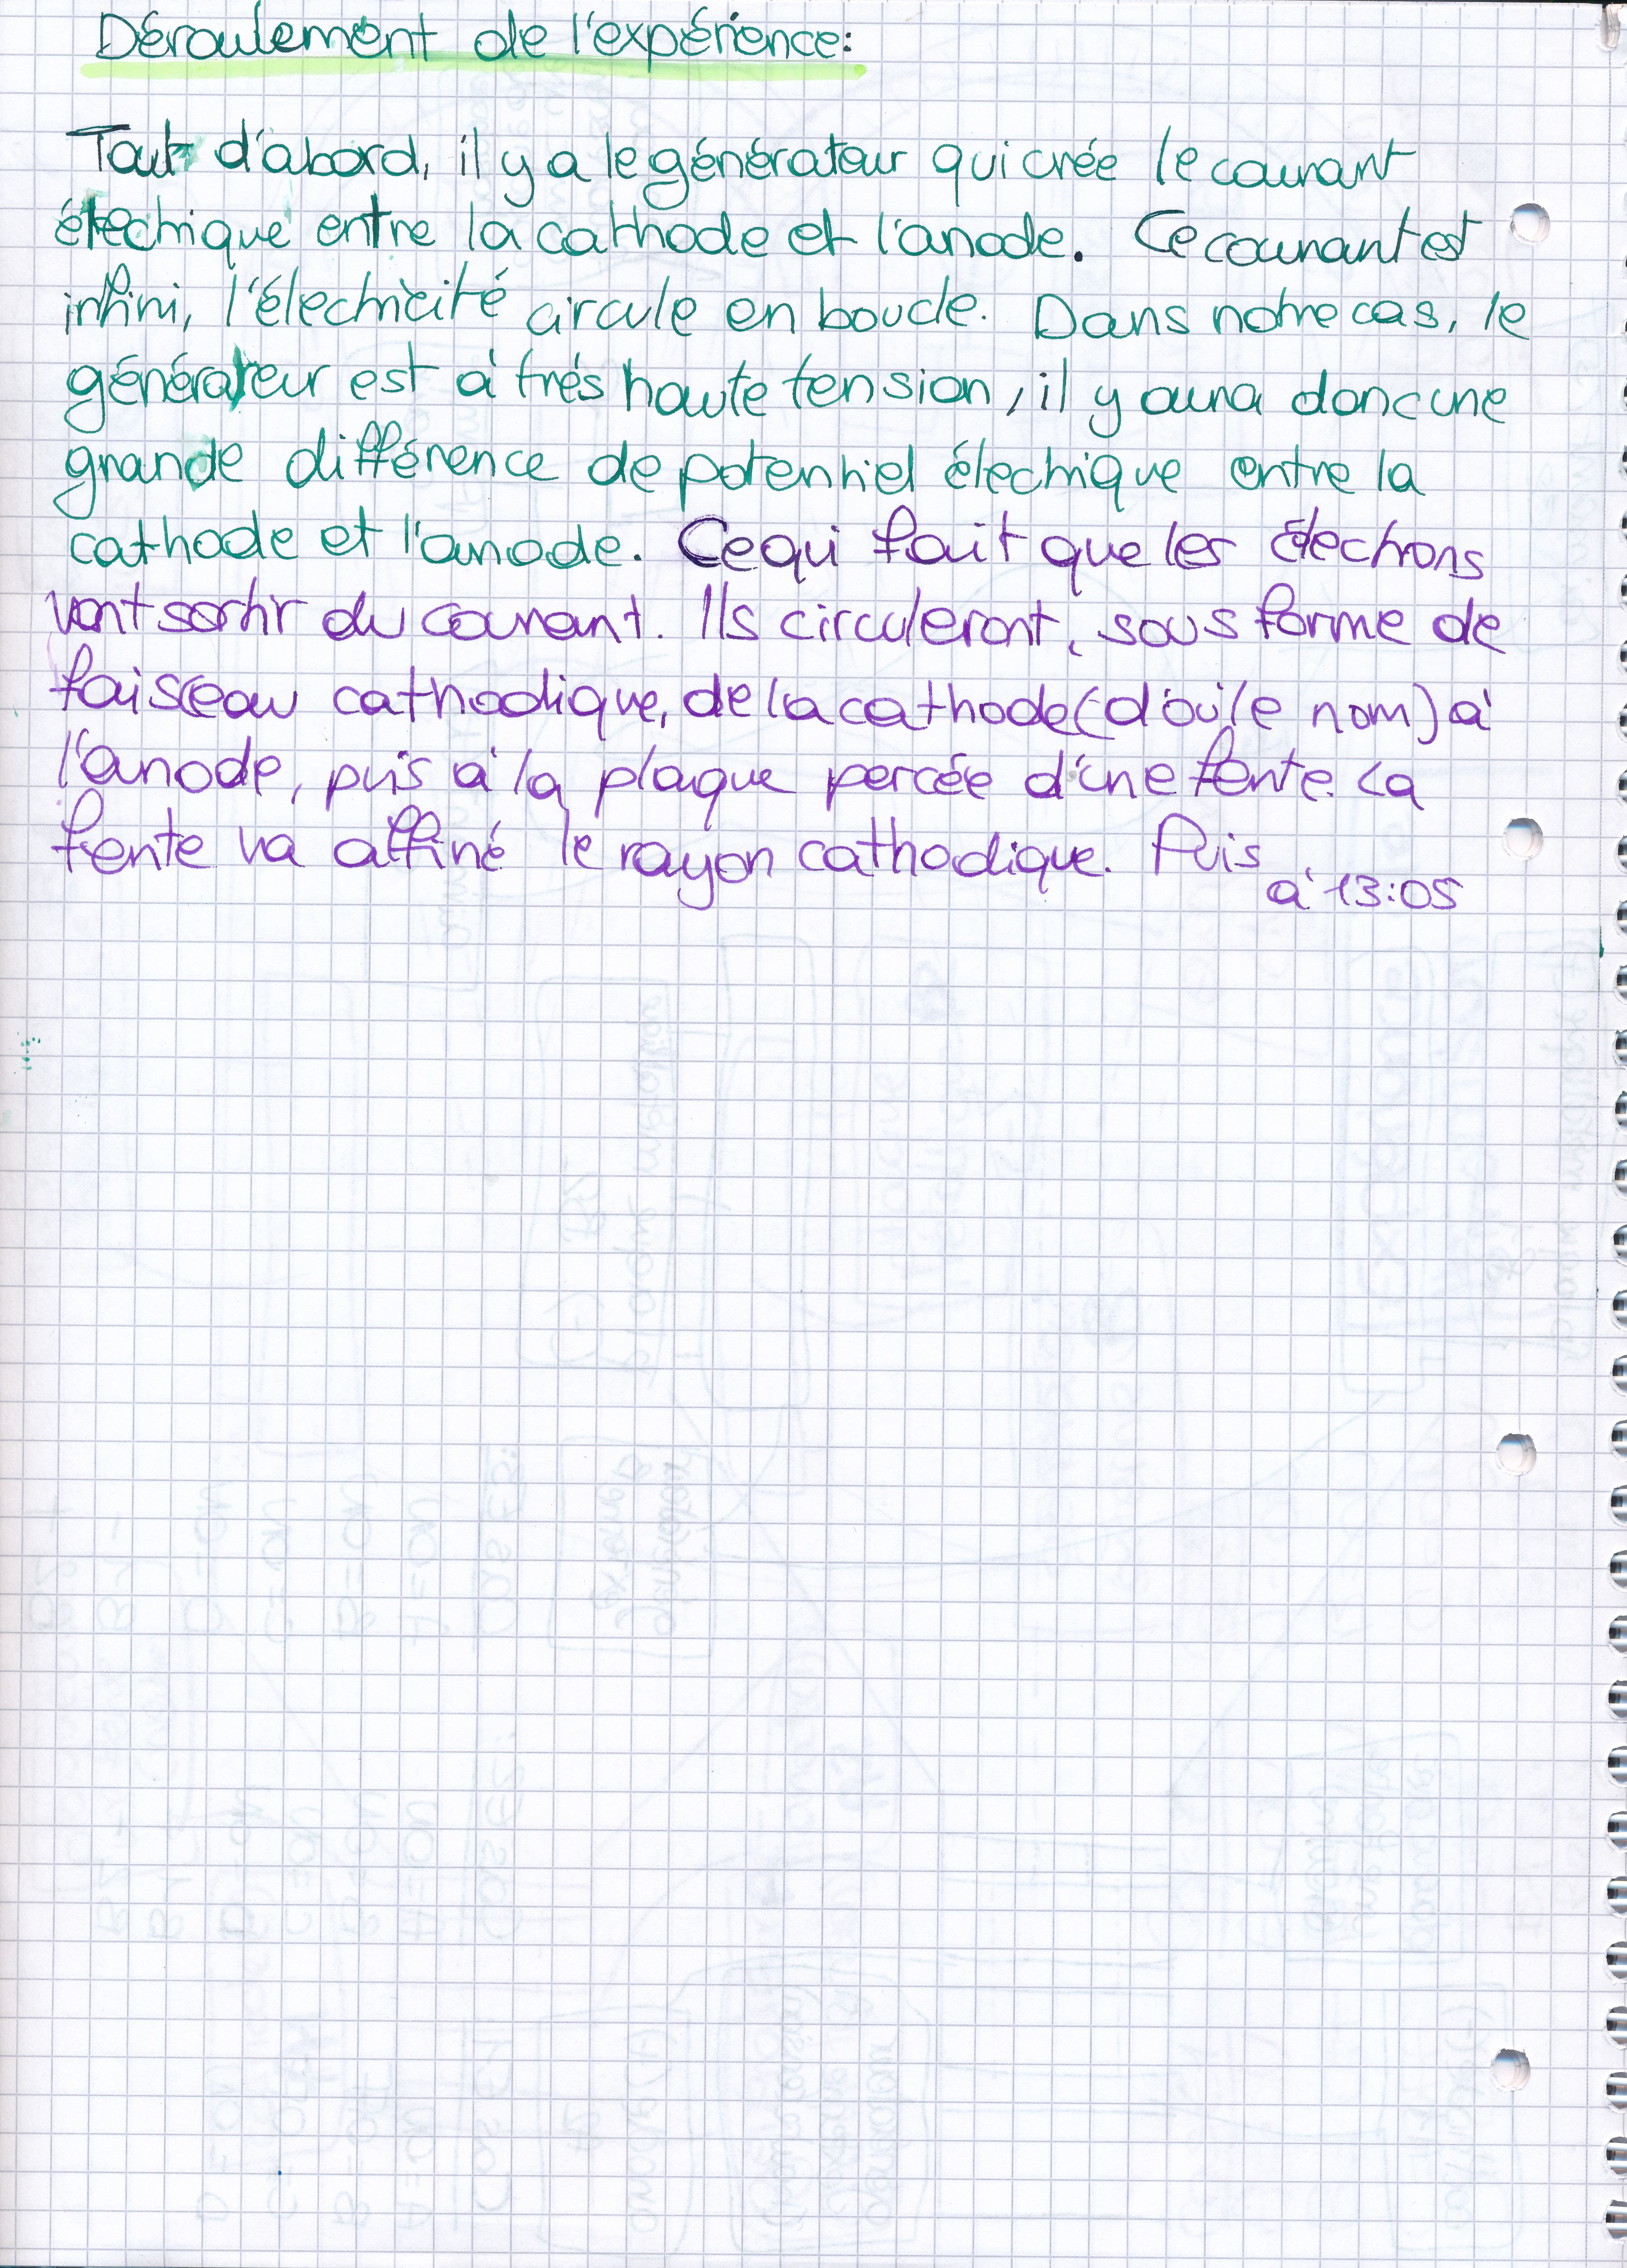 Déroulement de l'expérience:
Tout d'abord, il y a le générateur qui crée le courant
électrique entre la cathode et l'anode. Ce courant est
infini, l'électricité circule en boucle. Dans notre cas, le
générateur est à très haute tension, il y aura donc une
grande différence de potentiel électrique entre la
cathode et l'anode. Ce qui fait que les électrons
vont sortir du courant. Ils circuleront, sous forme de
faisceau cathodique, de la cathode (d'où le nom) à
l'anode, puis à la plaque percée d'une fente. La
fente va affiné le rayon cathodique. Puis
à 13:05